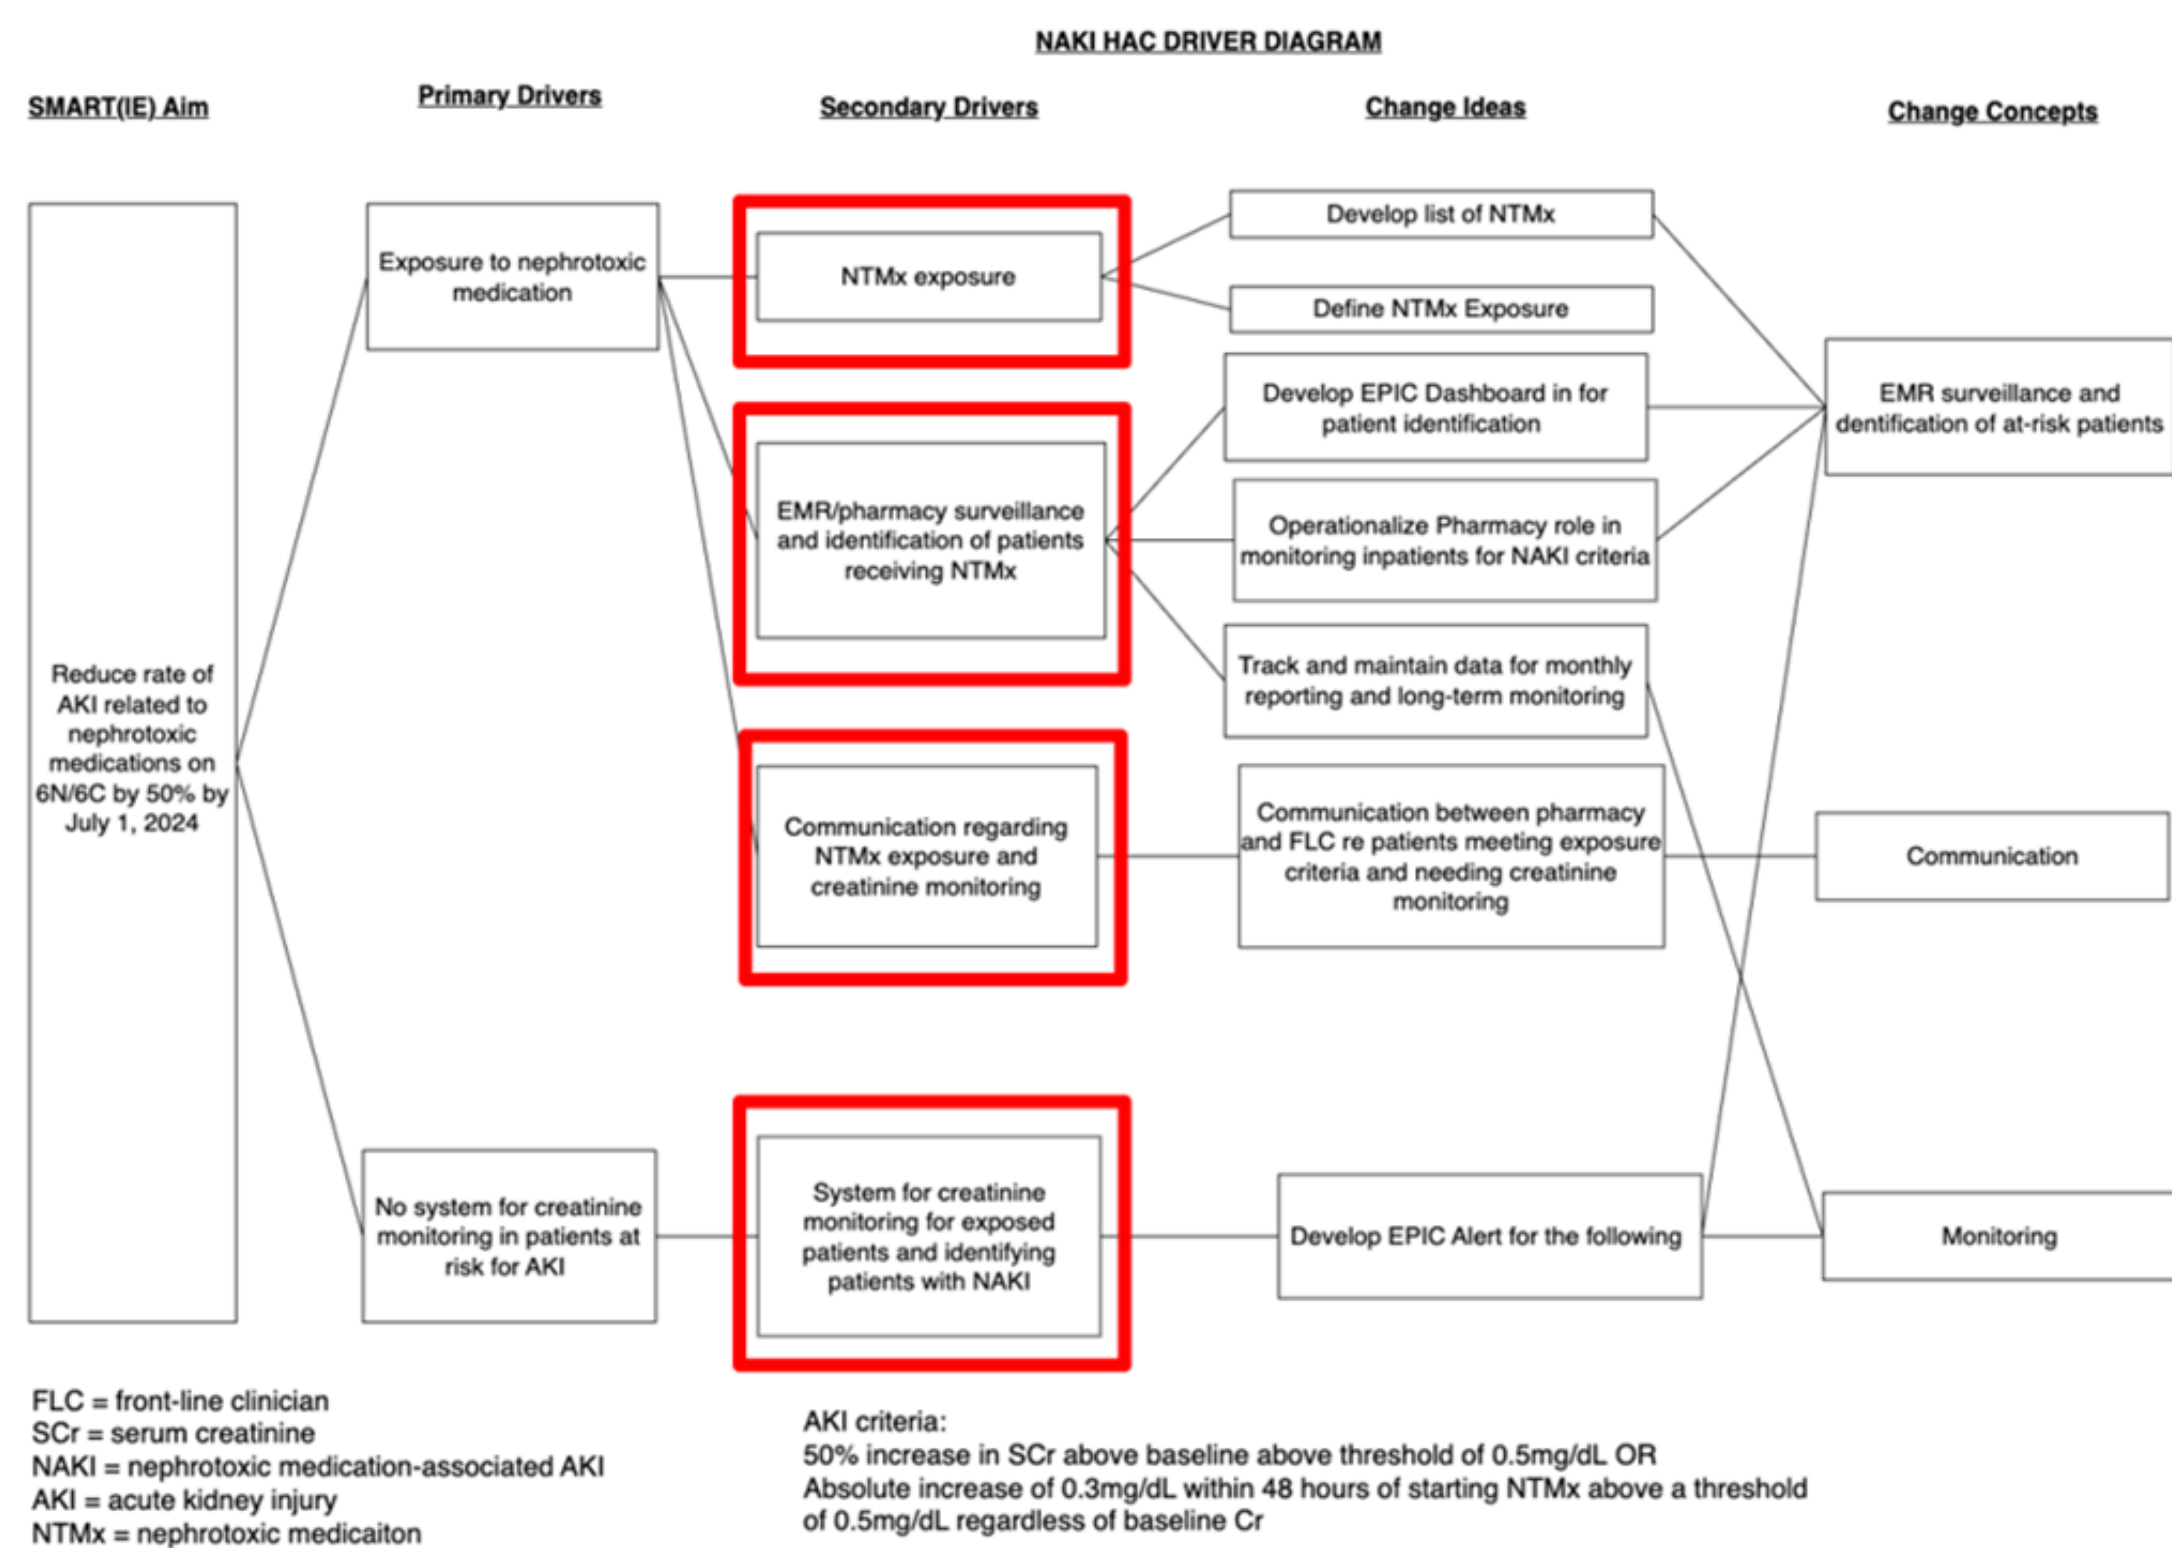 NAKI HAC DRIVER DIAGRAM
SMART(IE) Aim
Primary Drivers
Secondary Drivers
Change Ideas
Change Concepts
Reduce rate of
AKI related to
nephrotoxic
medications on
6N/6C by 50% by
July 1, 2024
Exposure to nephrotoxic
medication
No system for creatinine
monitoring in patients at
risk for AKI
NTMx exposure
EMR/pharmacy surveillance
and identification of patients
receiving NTMx
Communication regarding
NTMx exposure and
creatinine monitoring
System for creatinine
monitoring for exposed
patients and identifying
patients with NAKI
Develop list of NTMx
Define NTMx Exposure
Develop EPIC Dashboard in for
patient identification
Operationalize Pharmacy role in
monitoring inpatients for NAKI criteria
Track and maintain data for monthly
reporting and long-term monitoring
Communication between pharmacy
and FLC re patients meeting exposure
criteria and needing creatinine
monitoring
Develop EPIC Alert for the following
EMR surveillance and
dentification of at-risk patients
Communication
Monitoring
FLC = front-line clinician
SCr = serum creatinine
NAKI = nephrotoxic medication-associated AKI
AKI = acute kidney injury
NTMx = nephrotoxic medicaiton
AKI criteria:
50% increase in SCr above baseline above threshold of 0.5mg/dL OR
Absolute increase of 0.3mg/dL within 48 hours of starting NTMx above a threshold
of 0.5mg/dL regardless of baseline Cr